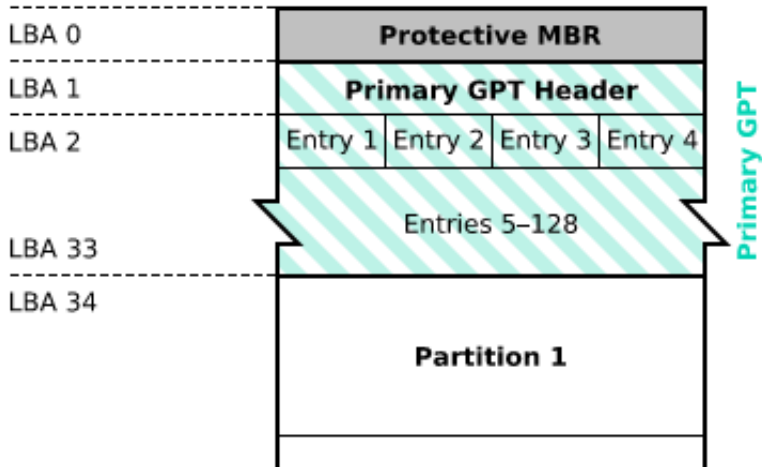 LBA 0
Protective MBR
LBA 1
Primary GPT Header
LBA 2
Entry 1 Entry 2 Entry 3 Entry 4
Entries 5–128
LBA 33
LBA 34
Partition 1
Primary GPT